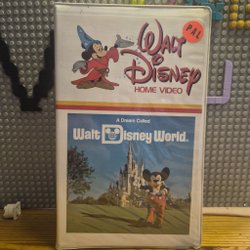 PAL
Walt
Disney
HOME VIDEO
A Dream Called
Walt Disney World.